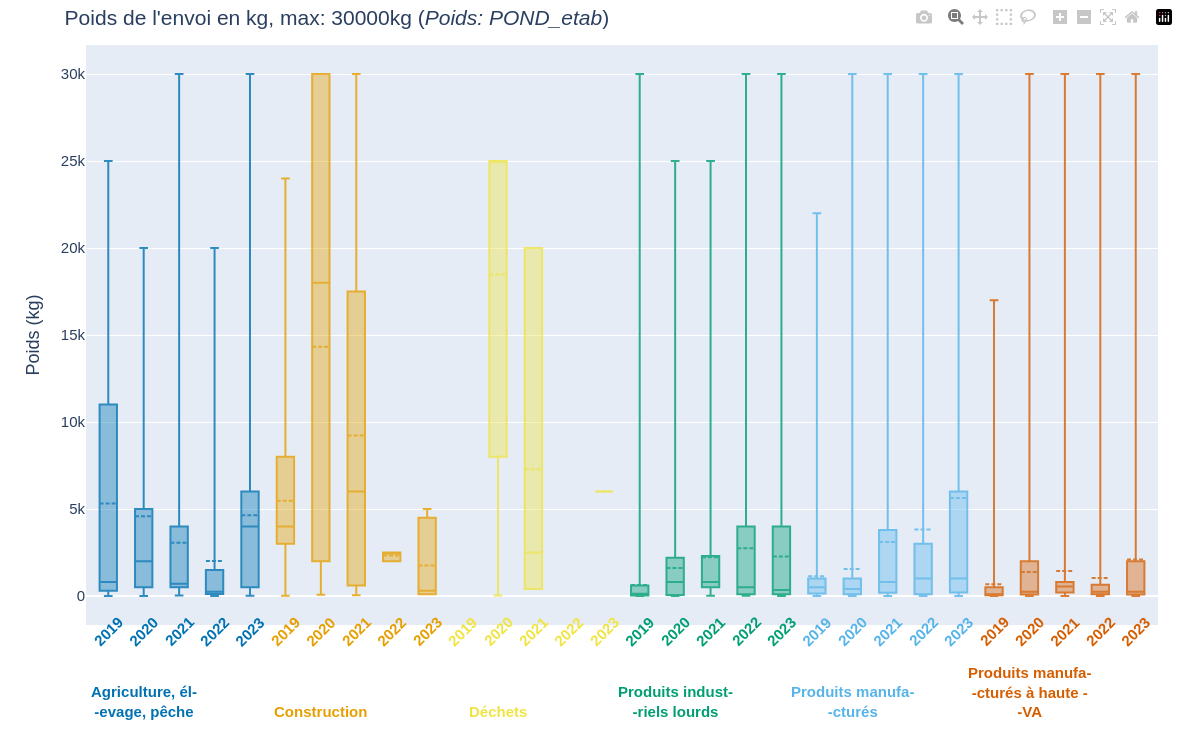 Poids de l'envoi en kg, max: 30000kg (Poids: POND_etab)
Poids (kg)
30k
25k
20k
15k
10k
5k
0
2019 2020 2021 2022 2023 2019 2020 2021 2022 2023 2019 2020 2021 2022 2023 2019 2020 2021 2022 2023 2019 2020 2021 2022 2023 2019 2020 2021 2022 2023
Agriculture, él-
-evage, pêche
Construction
Déchets
Produits indust-
-riels lourds
Produits manufa-
-cturés
Produits manufa-
-cturés à haute -
-VA